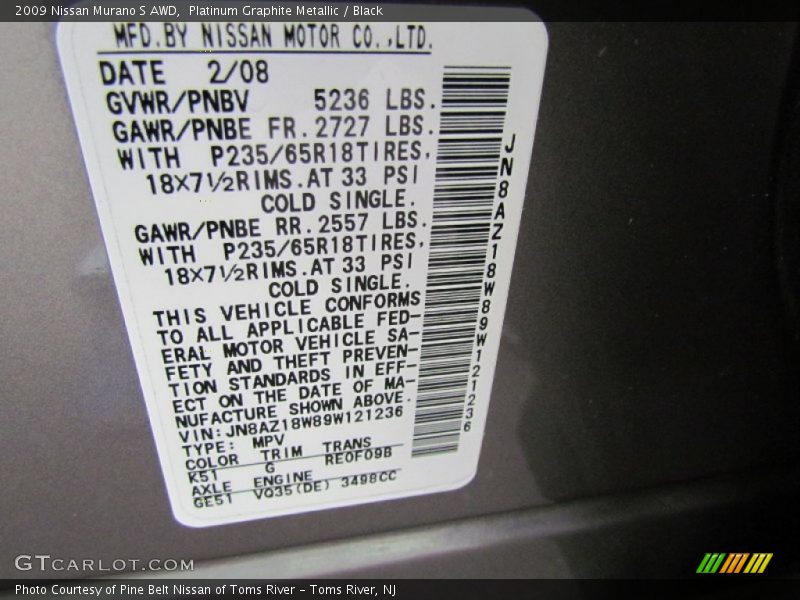 2009 Nissan Murano S AWD,  Platinum Graphite Metallic / Black
MFD.BY NISSAN MOTOR CO.,LTD.
DATE 2/08
GVWR/PNBV 5236 LBS.
GAWR/PNBE FR.2727 LBS.
WITH P235/65R18TIRES,
18X7½RIMS.AT 33 PSI
COLD SINGLE.
GAWR/PNBE RR.2557 LBS.
WITH P235/65R18TIRES,
18X7½RIMS.AT 33 PSI
COLD SINGLE.
THIS VEHICLE CONFORMS
TO ALL APPLICABLE FED-
ERAL MOTOR VEHICLE SA-
FETY AND THEFT PREVEN-
TION STANDARDS IN EFF-
ECT ON THE DATE OF MA-
NUFACTURE SHOWN ABOVE.
VIN:JN8AZ18W89W121236
TYPE: MPV
COLOR TRIM TRANS
K51 G RE0F09B
AXLE ENGINE
GE51 VQ35(DE) 3498CC
JN8AZ18W89W121236
GTCARLOT.COM
Photo Courtesy of Pine Belt Nissan of Toms River – Toms River, NJ